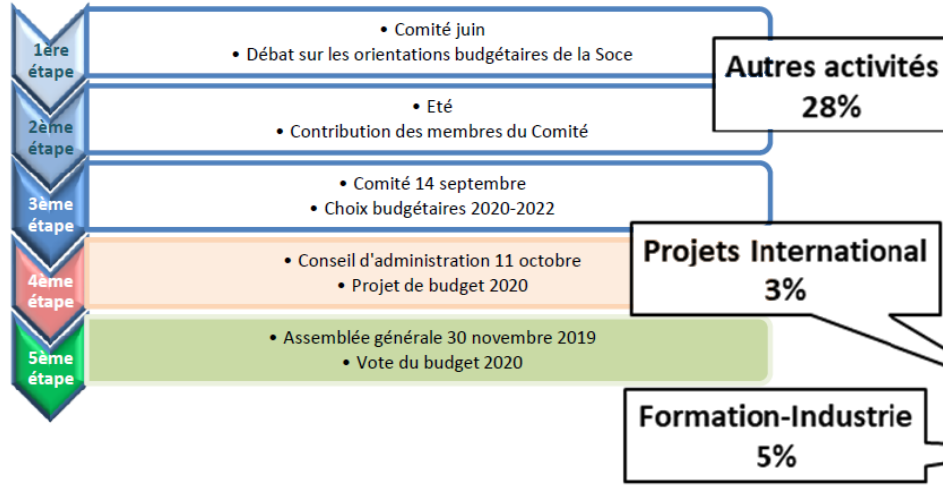 1ère
étape
• Comité juin
• Débat sur les orientations budgétaires de la Soce
2ème
étape
• Eté
• Contribution des membres du Comité
3ème
étape
• Comité 14 septembre
• Choix budgétaires 2020-2022
4ème
étape
• Conseil d'administration 11 octobre
• Projet de budget 2020
5ème
étape
• Assemblée générale 30 novembre 2019
• Vote du budget 2020
Autres activités
28%
Projets International
3%
Formation-Industrie
5%